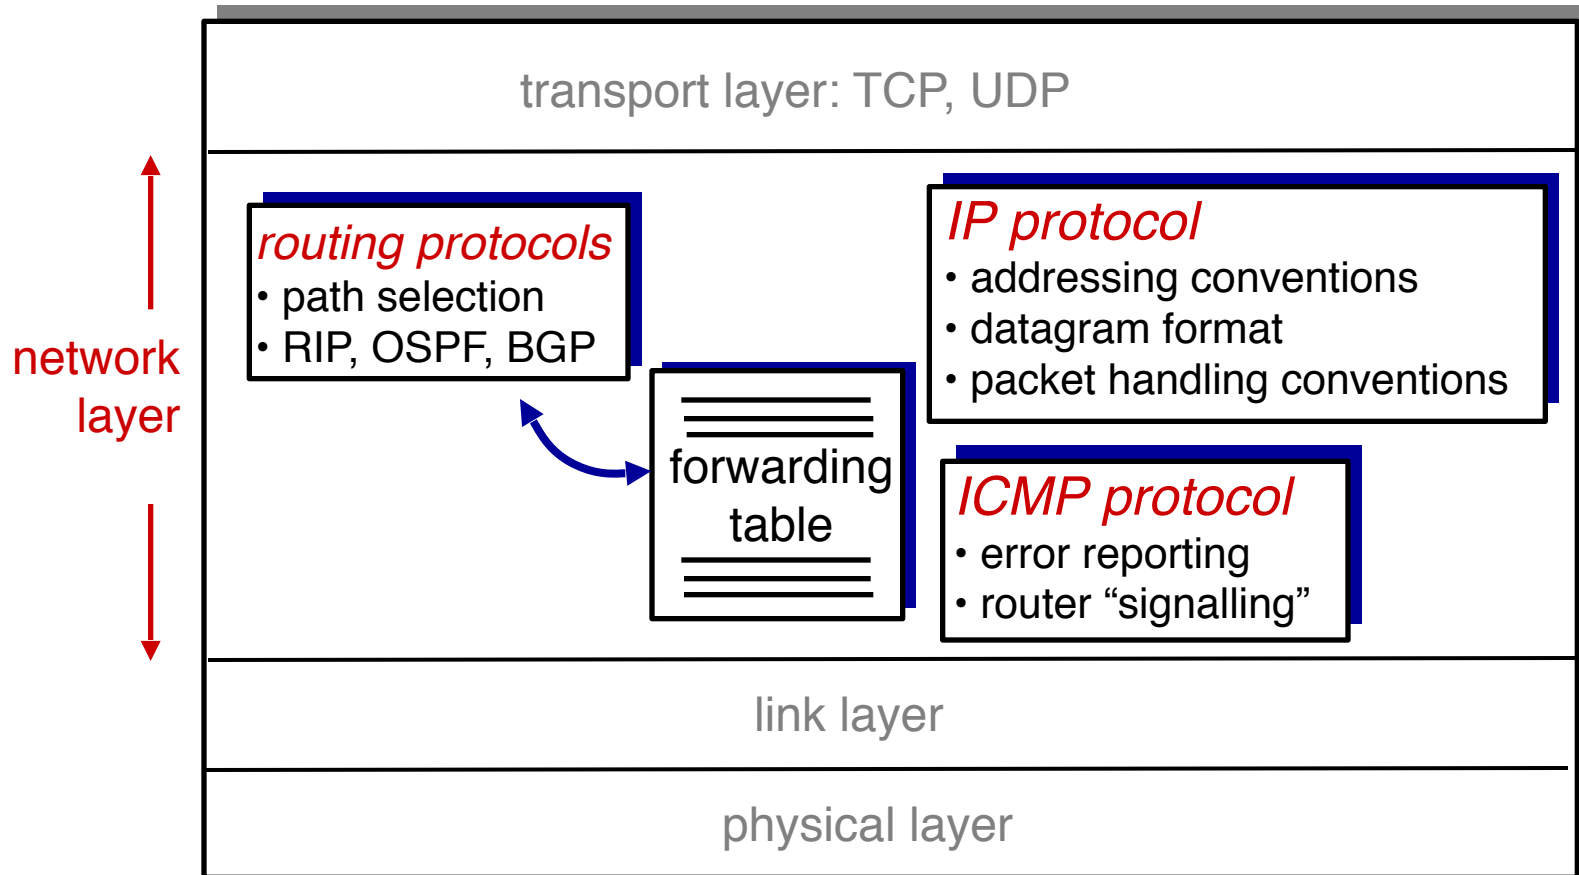 transport layer: TCP, UDP
network
layer
routing protocols
• path selection
• RIP, OSPF, BGP
forwarding
table
IP protocol
• addressing conventions
• datagram format
• packet handling conventions
ICMP protocol
• error reporting
• router “signalling”
link layer
physical layer